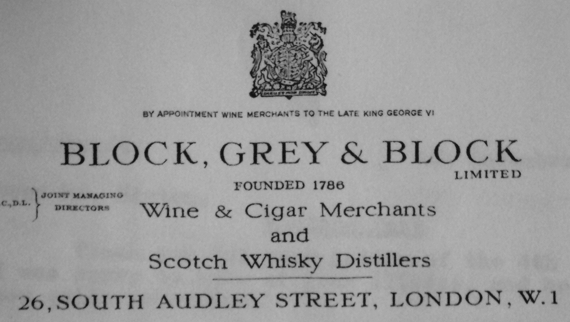 BY APPOINTMENT WINE MERCHANTS TO THE LATE KING GEORGE VI
BLOCK, GREY & BLOCK
LIMITED
FOUNDED 1786
C.,D.L. } JOINT MANAGING
DIRECTORS
Wine & Cigar Merchants
and
Scotch Whisky Distillers
26, SOUTH AUDLEY STREET, LONDON, W.1